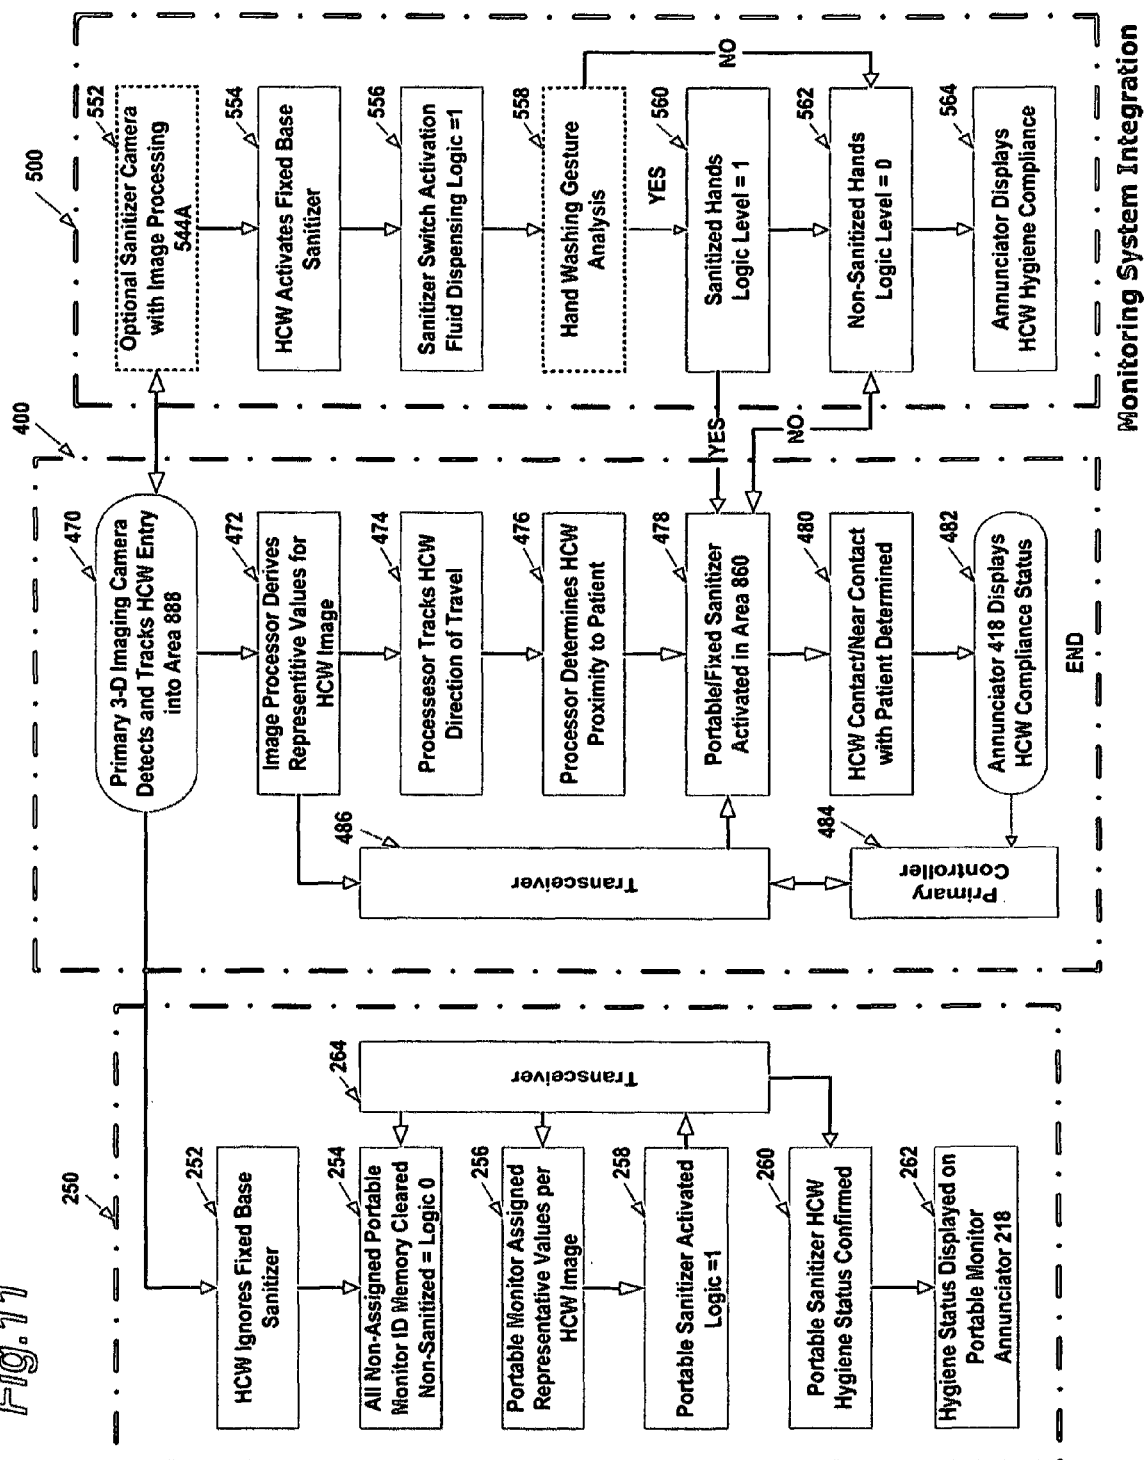 Fig.11
250
252
HCW Ignores Fixed Base
Sanitizer
254
All Non-Assigned Portable
Monitor ID Memory Cleared
Non-Sanitized = Logic 0
256
Portable Monitor Assigned
Representative Values per
HCW Image
258
Portable Sanitizer Activated
Logic =1
260
Portable Sanitizer HCW
Hygiene Status Confirmed
262
Hygiene Status Displayed on
Portable Monitor
Annunciator 218
264
Transceiver
400
470
Primary 3-D Imaging Camera
Detects and Tracks HCW Entry
into Area 888
472
Image Processor Derives
Representitive Values for
HCW Image
474
Processesor Tracks HCW
Direction of Travel
476
Processor Determines HCW
Proximity to Patient
478
Portable/Fixed Sanitizer
Activated in Area 860
480
HCW Contact/Near Contact
with Patient Determined
482
Annunciator 418 Displays
HCW Compliance Status
END
486
Transceiver
484
Primary
Controller
YES
NO
500
552
Optional Sanitizer Camera
with Image Processing
544A
554
HCW Activates Fixed Base
Sanitizer
556
Sanitizer Switch Activation
Fluid Dispensing Logic =1
558
Hand Washing Gesture
Analysis
YES
NO
560
Sanitized Hands
Logic Level = 1
562
Non-Sanitized Hands
Logic Level = 0
564
Annunciator Displays
HCW Hygiene Compliance
Monitoring System Integration